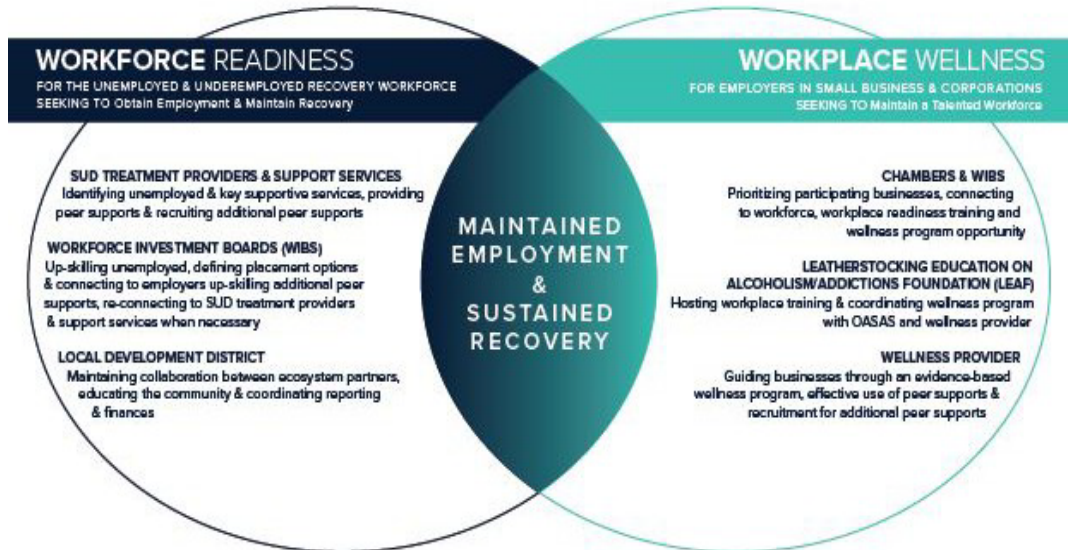 WORKFORCE READINESS
FOR THE UNEMPLOYED & UNDEREMPLOYED RECOVERY WORKFORCE
SEEKING TO Obtain Employment & Maintain Recovery
SUD TREATMENT PROVIDERS & SUPPORT SERVICES
Identifying unemployed & key supportive services, providing
peer supports & recruiting additional peer supports
WORKFORCE INVESTMENT BOARDS (WIBS)
Up-skilling unemployed, defining placement options
& connecting to employers up-skilling additional peer
supports, re-connecting to SUD treatment providers
& support services when necessary
LOCAL DEVELOPMENT DISTRICT
Maintaining collaboration between ecosystem partners,
educating the community & coordinating reporting
& finances
MAINTAINED
EMPLOYMENT
&
SUSTAINED
RECOVERY
WORKPLACE WELLNESS
FOR EMPLOYERS IN SMALL BUSINESS & CORPORATIONS
SEEKING TO Maintain a Talented Workforce
CHAMBERS & WIBS
Prioritizing participating businesses, connecting
to workforce, workplace readiness training and
wellness program opportunity
LEATHERSTOCKING EDUCATION ON
ALCOHOLISM/ADDICTIONS FOUNDATION (LEAF)
Hosting workplace training & coordinating wellness program
with OASAS and wellness provider
WELLNESS PROVIDER
Guiding businesses through an evidence-based
wellness program, effective use of peer supports &
recruitment for additional peer supports